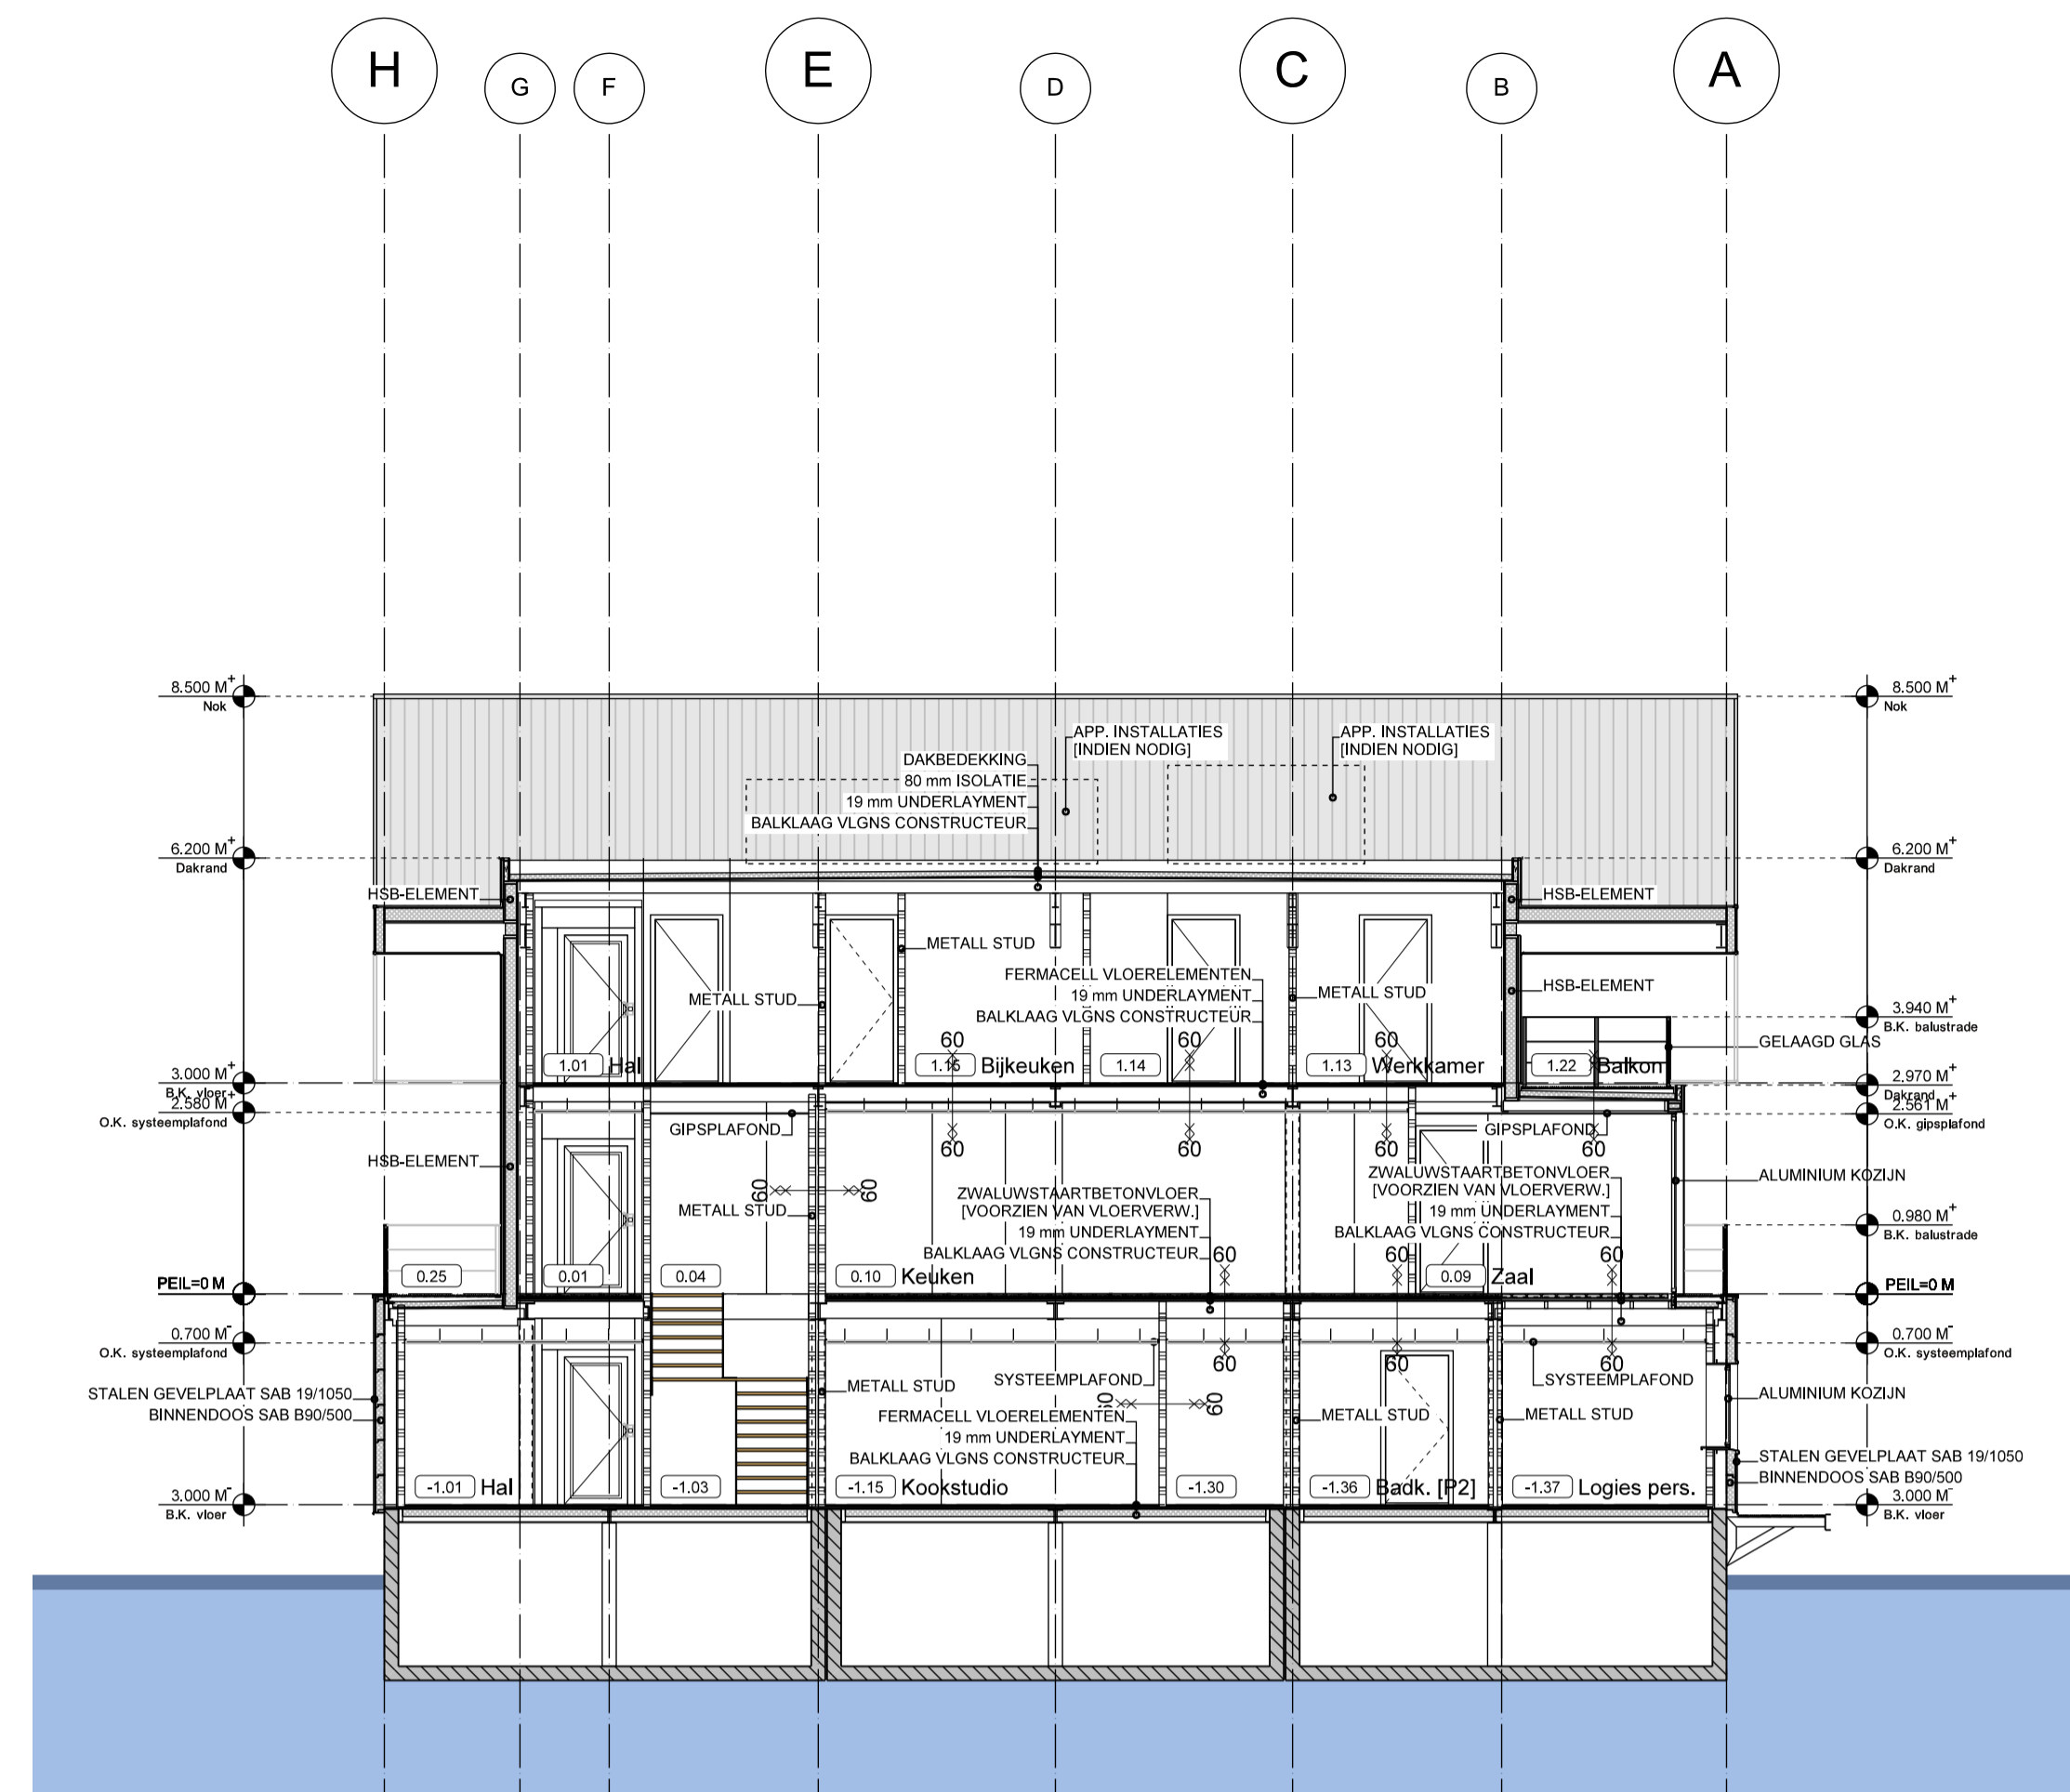 H
G
F
E
D
C
B
A
8.500 M+
Nok
8.500 M+
Nok
APP. INSTALLATIES
[INDIEN NODIG]
APP. INSTALLATIES
[INDIEN NODIG]
DAKBEDEKKING
80 mm ISOLATIE
19 mm UNDERLAYMENT
BALKLAAG VLGNS CONSTRUCTEUR
6.200 M+
Dakrand
6.200 M+
Dakrand
HSB-ELEMENT
HSB-ELEMENT
METALL STUD
METALL STUD
FERMACELL VLOERELEMENTEN
19 mm UNDERLAYMENT
BALKLAAG VLGNS CONSTRUCTEUR
METALL STUD
HSB-ELEMENT
3.940 M+
B.K. balustrade
GELAAGD GLAS
60
60
60
1.01 Hal
1.15 Bijkeuken
1.14
1.13 Werkkamer
1.22 Balkon
3.000 M+
B.K. vloer
2.580 M+
O.K. systeemplafond
2.970 M+
Dakrand
2.561 M+
O.K. gipsplafond
GIPSPLAFOND
GIPSPLAFOND
60
60
60
60
HSB-ELEMENT
60
60
METALL STUD
ZWALUWSTAARTBETONVLOER
[VOORZIEN VAN VLOERVERW.]
19 mm UNDERLAYMENT
BALKLAAG VLGNS CONSTRUCTEUR
ZWALUWSTAARTBETONVLOER
[VOORZIEN VAN VLOERVERW.]
19 mm UNDERLAYMENT
BALKLAAG VLGNS CONSTRUCTEUR
ALUMINIUM KOZIJN
0.980 M+
B.K. balustrade
60
60
60
0.25
0.01
0.04
0.10 Keuken
0.09 Zaal
PEIL=0 M
PEIL=0 M
0.700 M-
O.K. systeemplafond
0.700 M-
O.K. systeemplafond
60
60
60
STALEN GEVELPLAAT SAB 19/1050
BINNENDOOS SAB B90/500
METALL STUD
SYSTEEMPLAFOND
SYSTEEMPLAFOND
ALUMINIUM KOZIJN
60
60
FERMACELL VLOERELEMENTEN
19 mm UNDERLAYMENT
BALKLAAG VLGNS CONSTRUCTEUR
METALL STUD
METALL STUD
STALEN GEVELPLAAT SAB 19/1050
BINNENDOOS SAB B90/500
-1.01 Hal
-1.03
-1.15 Kookstudio
-1.30
-1.36 Badk. [P2]
-1.37 Logies pers.
3.000 M-
B.K. vloer
3.000 M-
B.K. vloer